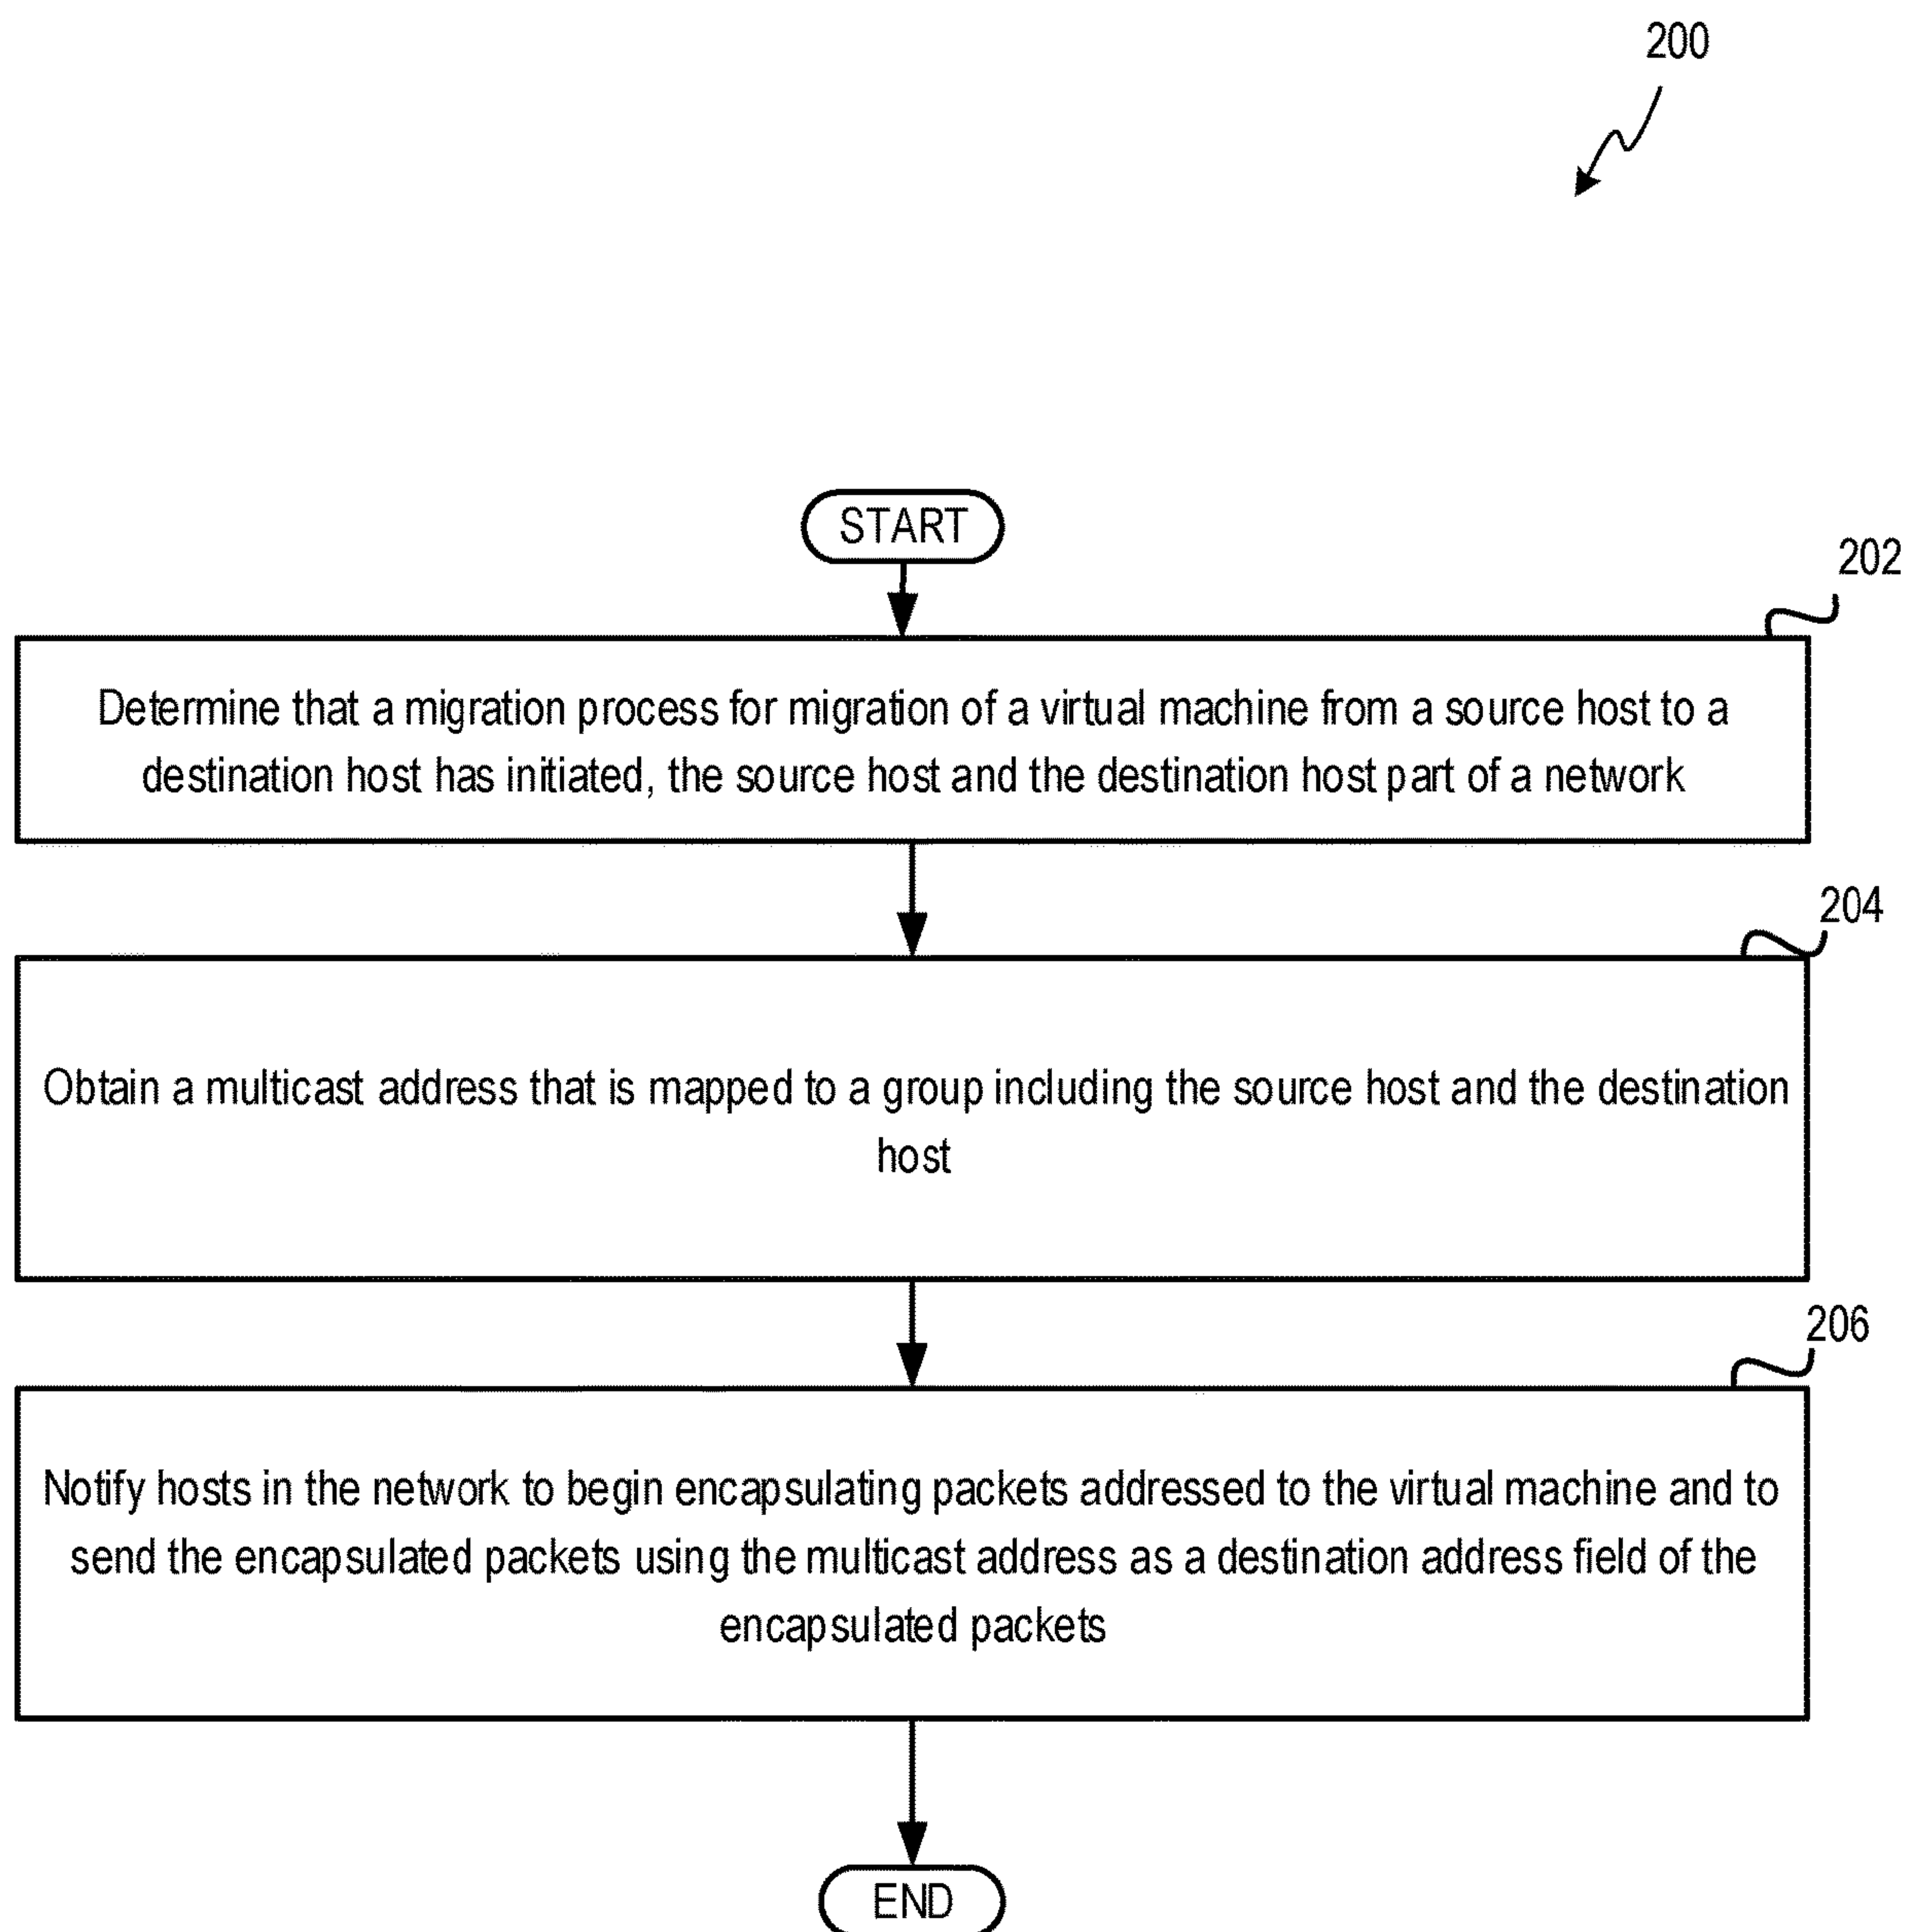 200
START
202
Determine that a migration process for migration of a virtual machine from a source host to a
destination host has initiated, the source host and the destination host part of a network
204
Obtain a multicast address that is mapped to a group including the source host and the destination
host
206
Notify hosts in the network to begin encapsulating packets addressed to the virtual machine and to
send the encapsulated packets using the multicast address as a destination address field of the
encapsulated packets
END